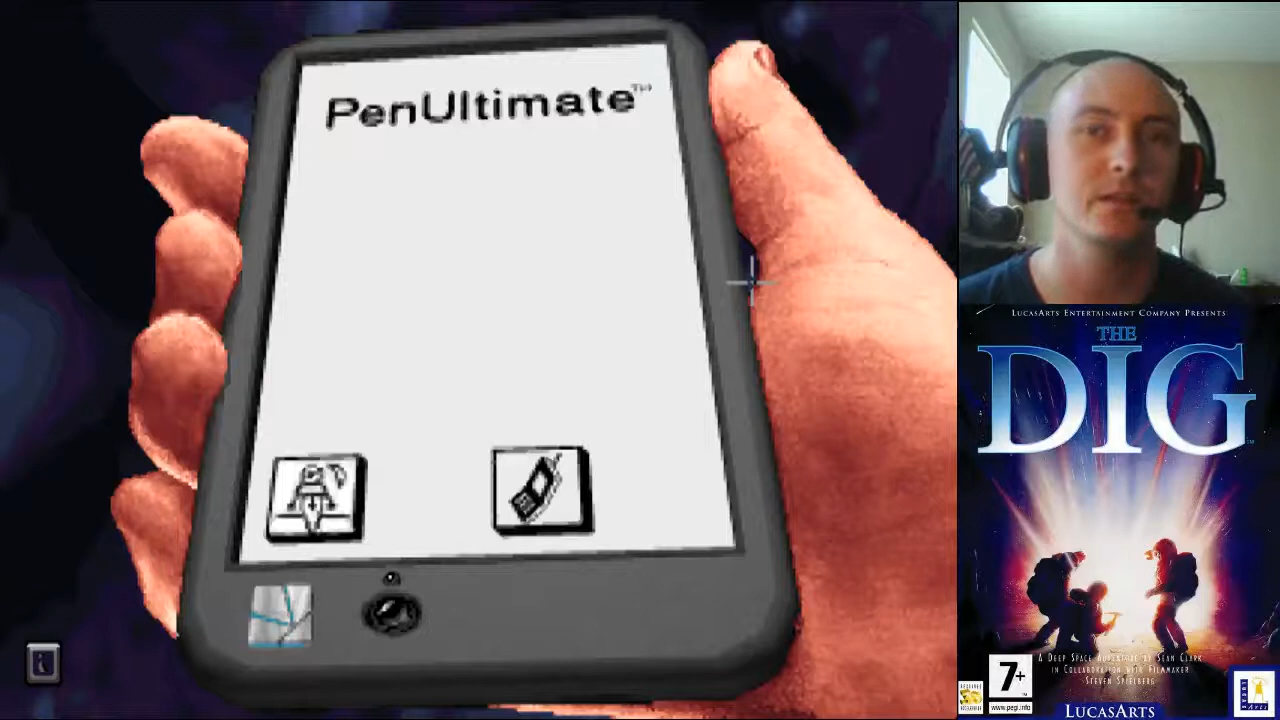 PenUltimate™
LucasArts Entertainment Company Presents
THE
DIG
A Deep Space Adventure by Sean Clark
in Collaboration with Filmmaker
Steven Spielberg
7+
www.pegi.info
LucasArts